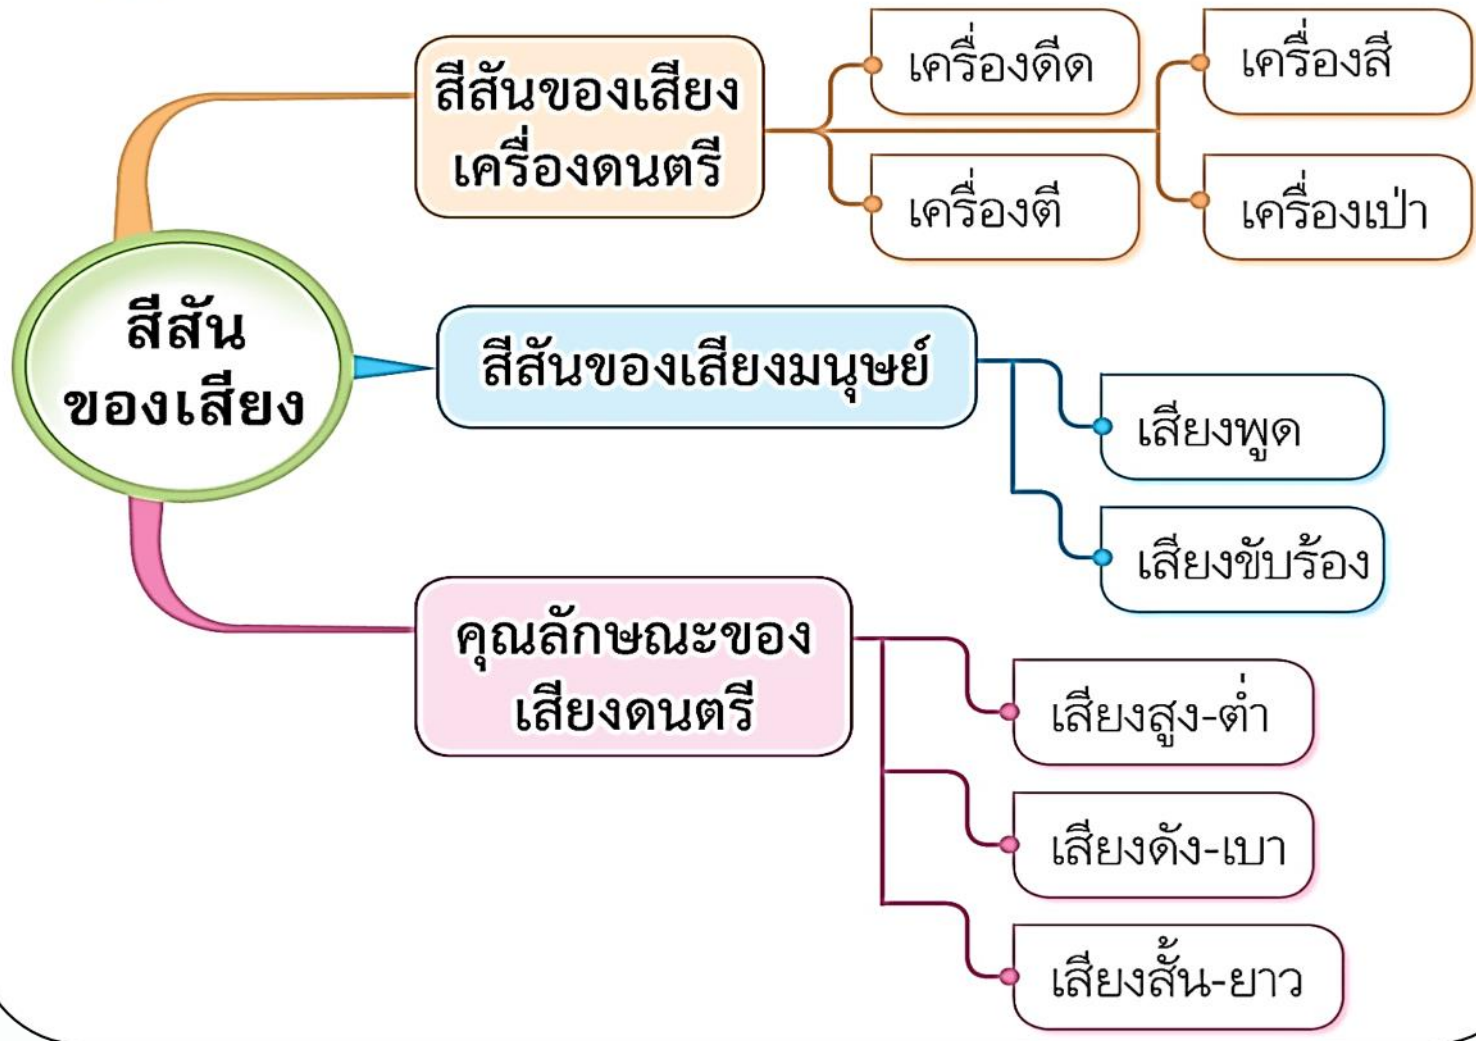 สีสัน
ของเสียง
สีสันของเสียง
เครื่องดนตรี
เครื่องดีด
เครื่องสี
เครื่องตี
เครื่องเป่า
สีสันของเสียงมนุษย์
เสียงพูด
เสียงขับร้อง
คุณลักษณะของ
เสียงดนตรี
เสียงสูง-ต่ำ
เสียงดัง-เบา
เสียงสั้น-ยาว